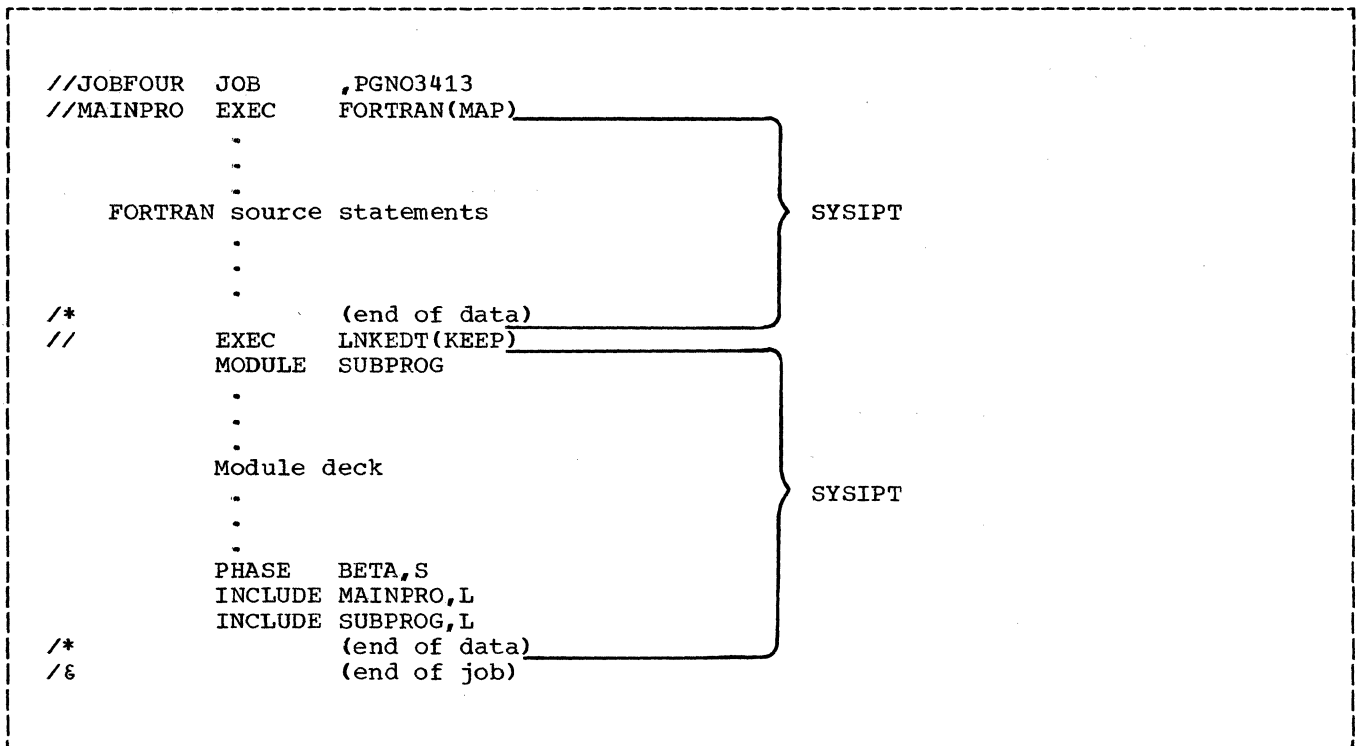 //JOBFOUR JOB ,PGNO3413
//MAINPRO EXEC FORTRAN(MAP)
.
.
.
FORTRAN source statements SYSIPT
.
.
.
/* (end of data)
// EXEC LNKEDT(KEEP)
MODULE SUBPROG
.
.
.
Module deck
. SYSIPT
.
.
PHASE BETA,S
INCLUDE MAINPRO,L
INCLUDE SUBPROG,L
/* (end of data)
/& (end of job)